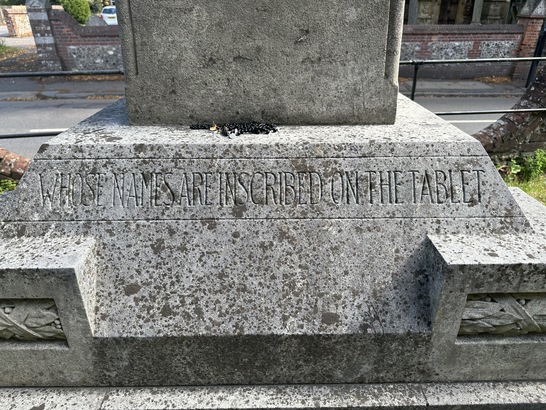 WHOSE NAMES ARE INSCRIBED ON THE TABLET